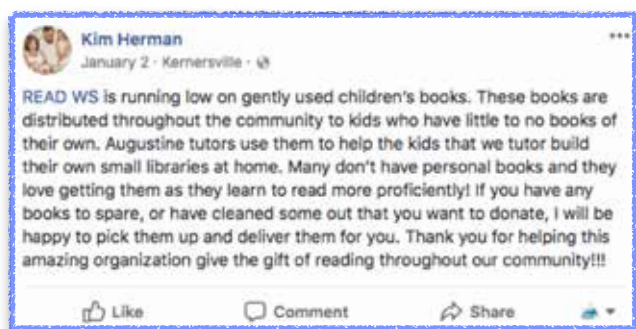 Kim Herman
January 2 · Kernersville ·
READ WS is running low on gently used children's books. These books are
distributed throughout the community to kids who have little to no books of
their own. Augustine tutors use them to help the kids that we tutor build
their own small libraries at home. Many don't have personal books and they
love getting them as they learn to read more proficiently! If you have any
books to spare, or have cleaned some out that you want to donate, I will be
happy to pick them up and deliver them for you. Thank you for helping this
amazing organization give the gift of reading throughout our community!!!
Like Comment Share